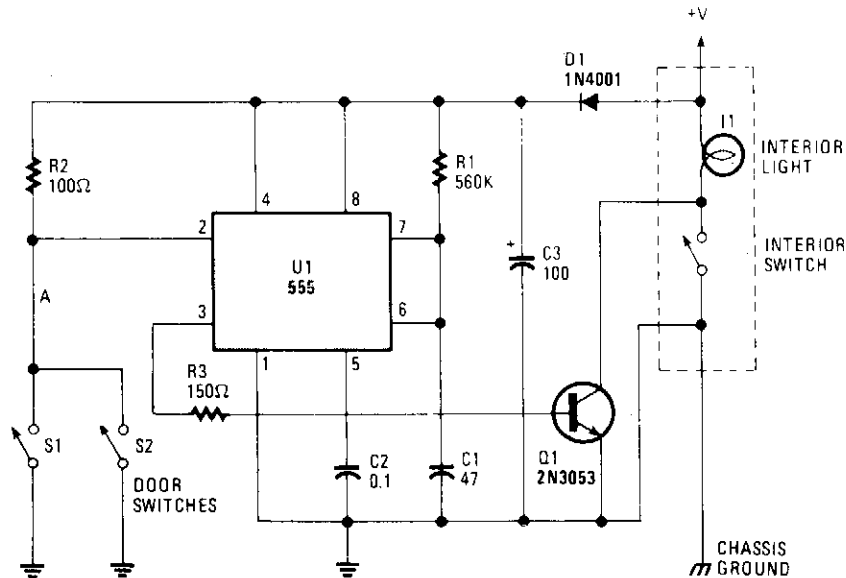 +V
D1
1N4001
I1
INTERIOR
LIGHT
R2
100Ω
R1
560K
4
8
2
7
U1
555
C3
100
+
INTERIOR
SWITCH
A
3
6
1
5
R3
150Ω
S1
S2
DOOR
SWITCHES
C2
0.1
C1
47
Q1
2N3053
CHASSIS
GROUND